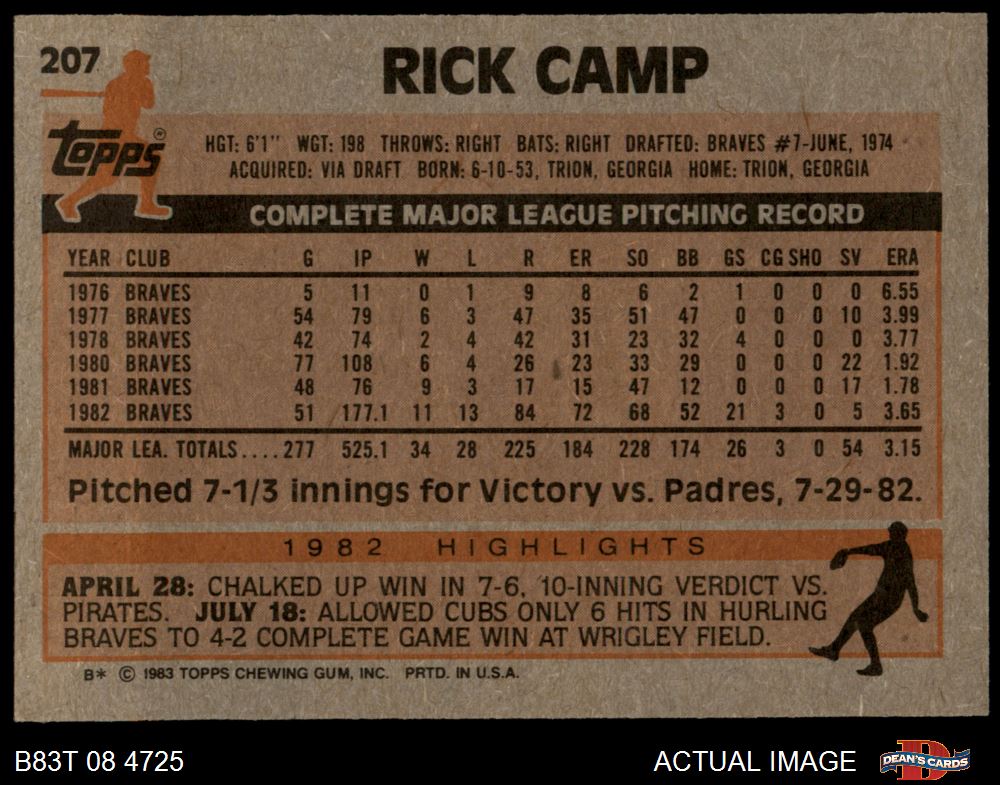 207
RICK CAMP
topps®
HGT: 6'1" WGT: 198 THROWS: RIGHT BATS: RIGHT DRAFTED: BRAVES #7-JUNE, 1974
ACQUIRED: VIA DRAFT BORN: 6-10-53, TRION, GEORGIA HOME: TRION, GEORGIA
COMPLETE MAJOR LEAGUE PITCHING RECORD
YEAR CLUB G IP W L R ER SO BB GS CG SHO SV ERA
1976 BRAVES 5 11 0 1 9 8 6 2 1 0 0 0 6.55
1977 BRAVES 54 79 6 3 47 35 51 47 0 0 0 10 3.99
1978 BRAVES 42 74 2 4 42 31 23 32 4 0 0 0 3.77
1980 BRAVES 77 108 6 4 26 23 33 29 0 0 0 22 1.92
1981 BRAVES 48 76 9 3 17 15 47 12 0 0 0 17 1.78
1982 BRAVES 51 177.1 11 13 84 72 68 52 21 3 0 5 3.65
MAJOR LEA. TOTALS....277 525.1 34 28 225 184 228 174 26 3 0 54 3.15
Pitched 7-1/3 innings for Victory vs. Padres, 7-29-82.
1982 HIGHLIGHTS
APRIL 28: CHALKED UP WIN IN 7-6, 10-INNING VERDICT VS.
PIRATES. JULY 18: ALLOWED CUBS ONLY 6 HITS IN HURLING
BRAVES TO 4-2 COMPLETE GAME WIN AT WRIGLEY FIELD.
B* © 1983 TOPPS CHEWING GUM, INC. PRTD. IN U.S.A.
B83T 08 4725
ACTUAL IMAGE
D
DEAN'S CARDS